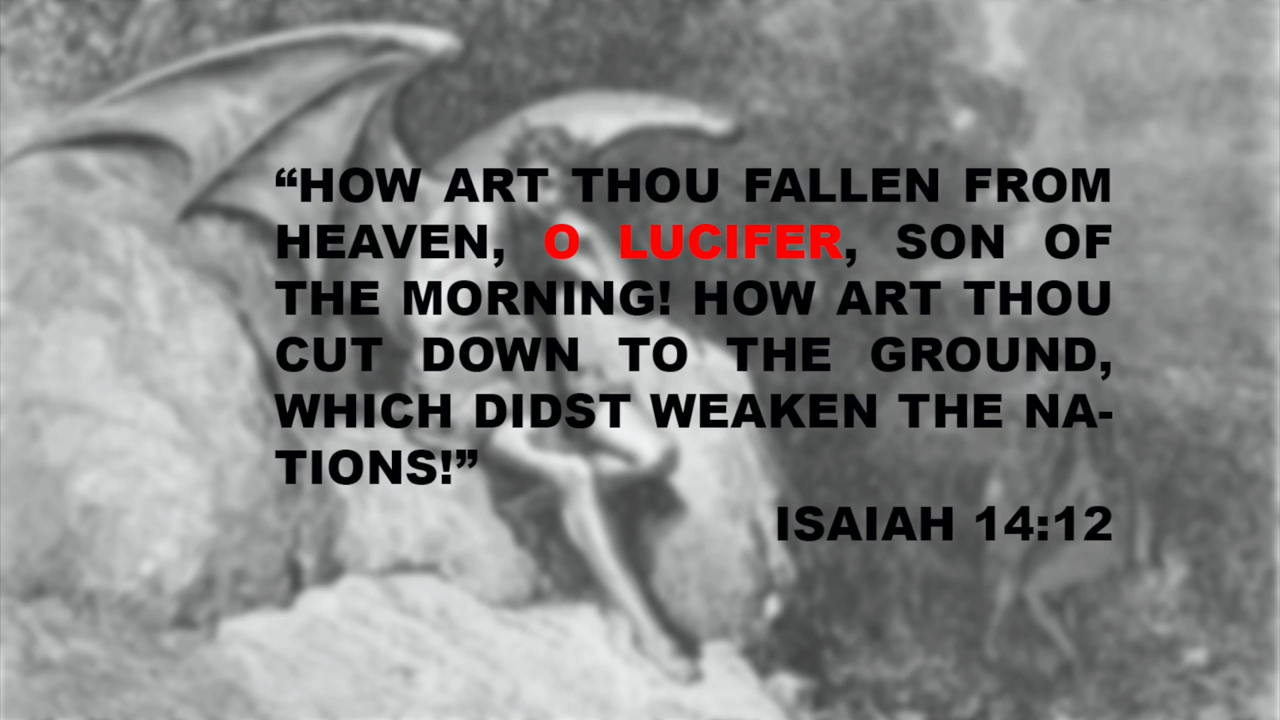 “HOW ART THOU FALLEN FROM
HEAVEN, O LUCIFER, SON OF
THE MORNING! HOW ART THOU
CUT DOWN TO THE GROUND,
WHICH DIDST WEAKEN THE NA-
TIONS!”
ISAIAH 14:12